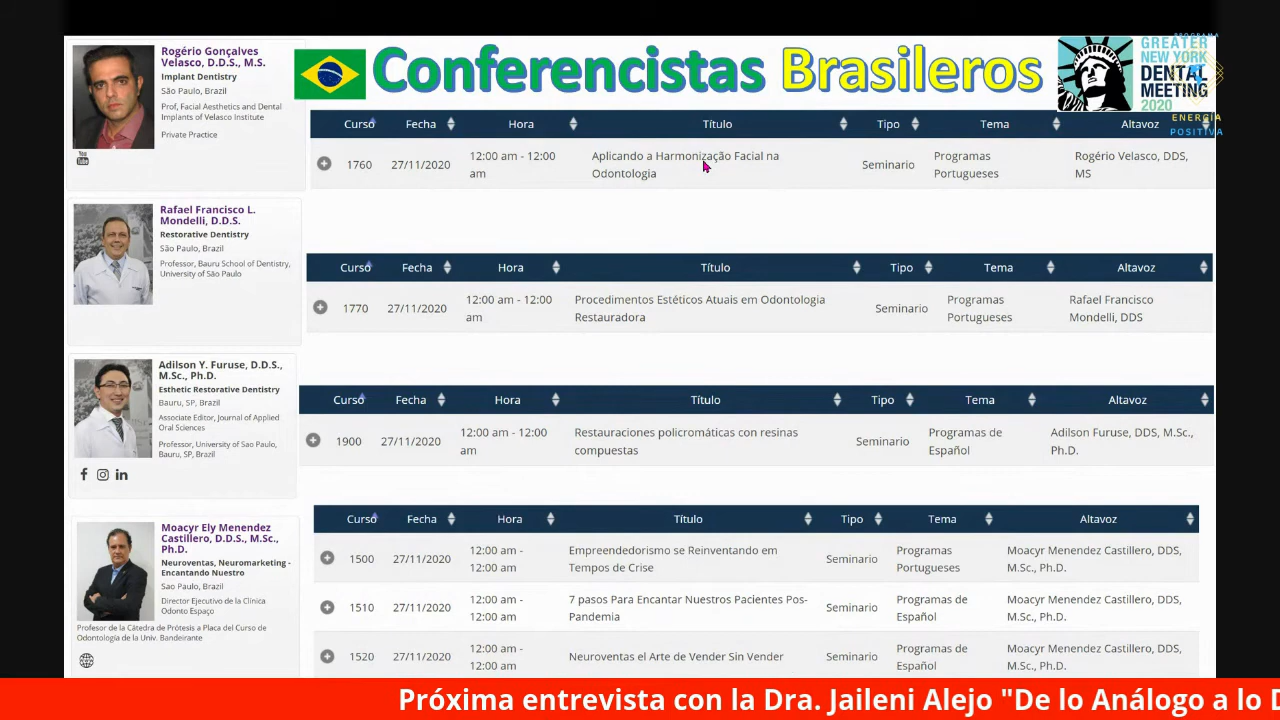 Conferencistas Brasileros
GREATER
NEW YORK
DENTAL
MEETING
2020
PROGRAMA
ENERGÍA
POSITIVA
Rogério Gonçalves
Velasco, D.D.S., M.S.
Implant Dentistry
São Paulo, Brazil
Prof, Facial Aesthetics and Dental
Implants of Velasco Institute
Private Practice
You
Tube
Curso Fecha Hora Título Tipo Tema Altavoz
1760 27/11/2020 12:00 am - 12:00 Aplicando a Harmonização Facial na Seminario Programas Rogério Velasco, DDS,
am Odontologia Portugueses MS
Rafael Francisco L.
Mondelli, D.D.S.
Restorative Dentistry
São Paulo, Brazil
Professor, Bauru School of Dentistry,
University of São Paulo
Curso Fecha Hora Título Tipo Tema Altavoz
1770 27/11/2020 12:00 am - 12:00 Procedimentos Estéticos Atuais em Odontologia Seminario Programas Rafael Francisco
am Restauradora Portugueses Mondelli, DDS
Adilson Y. Furuse, D.D.S.,
M.Sc., Ph.D.
Esthetic Restorative Dentistry
Bauru, SP, Brazil
Associate Editor, Journal of Applied
Oral Sciences
Professor, University of Sao Paulo,
Bauru, SP, Brazil
Curso Fecha Hora Título Tipo Tema Altavoz
1900 27/11/2020 12:00 am - 12:00 Restauraciones policromáticas con resinas Seminario Programas de Adilson Furuse, DDS, M.Sc.,
am compuestas Español Ph.D.
Moacyr Ely Menendez
Castillero, D.D.S., M.Sc.,
Ph.D.
Neuroventas, Neuromarketing -
Encantando Nuestro
Sao Paulo, Brazil
Director Ejecutivo de la Clínica
Odonto Espaço
Profesor de la Cátedra de Prótesis a Placa del Curso de
Odontología de la Univ. Bandeirante
Curso Fecha Hora Título Tipo Tema Altavoz
1500 27/11/2020 12:00 am - Empreendedorismo se Reinventando em Seminario Programas Moacyr Menendez Castillero, DDS,
12:00 am Tempos de Crise Portugueses M.Sc., Ph.D.
1510 27/11/2020 12:00 am - 7 pasos Para Encantar Nuestros Pacientes Pos- Seminario Programas de Moacyr Menendez Castillero, DDS,
12:00 am Pandemia Español M.Sc., Ph.D.
1520 27/11/2020 12:00 am - Neuroventas el Arte de Vender Sin Vender Seminario Programas de Moacyr Menendez Castillero, DDS,
12:00 am Español M.Sc., Ph.D.
Próxima entrevista con la Dra. Jaileni Alejo "De lo Análogo a lo D